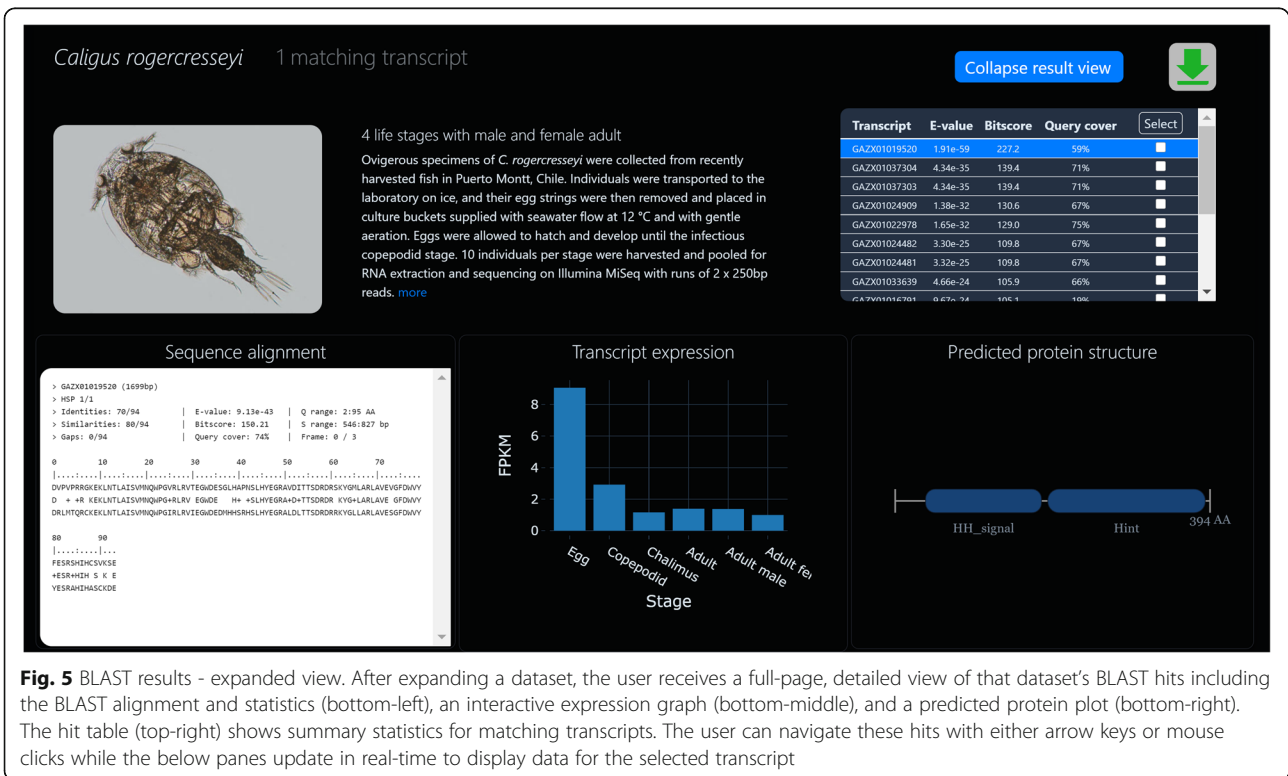 Caligus rogercresseyi 1 matching transcript
Collapse result view
4 life stages with male and female adult
Ovigerous specimens of C. rogercresseyi were collected from recently
harvested fish in Puerto Montt, Chile. Individuals were transported to the
laboratory on ice, and their egg strings were then removed and placed in
culture buckets supplied with seawater flow at 12 °C and with gentle
aeration. Eggs were allowed to hatch and develop until the infectious
copepodid stage. 10 individuals per stage were harvested and pooled for
RNA extraction and sequencing on Illumina MiSeq with runs of 2 x 250bp
reads. more
Transcript E-value Bitscore Query cover Select
GAZX01019520 1.91e-59 227.2 59%
GAZX01037304 4.34e-35 139.4 71%
GAZX01037303 4.34e-35 139.4 71%
GAZX01024909 1.38e-32 130.6 67%
GAZX01022978 1.65e-32 129.0 75%
GAZX01024482 3.30e-25 109.8 67%
GAZX01024481 3.32e-25 109.8 67%
GAZX01033639 4.66e-24 105.9 66%
GAZX01016791 9.67e-24 105.1 19%
Sequence alignment
> GAZX01019520 (1699bp)
> HSP 1/1
> Identities: 70/94 | E-value: 9.13e-43 | Q range: 2:95 AA
> Similarities: 80/94 | Bitscore: 150.21 | S range: 546:827 bp
> Gaps: 0/94 | Query cover: 74% | Frame: 0 / 3
0 10 20 30 40 50 60 70
|....:....|....:....|....:....|....:....|....:....|....:....|....:....|....:....
DVPVPRRGKEKLNTLAISVMNQWPGVRLRVTEGWDESGLHAPNSLHYEGRAVDITTSDRDRSKYGMLARLAVEVGFDWVY
D + +R KEKLNTLAISVMNQWPG+RLRV EGWDE H+ +SLHYEGRA+D+TTSDRDR KYG+LARLAVE GFDWVY
DRLMTQRCKEKLNTLAISVMNQWPGIRLRVIEGWDEDMHHSRHSLHYEGRALDLTTSDRDRRKYGLLARLAVESGFDWVY
80 90
|....:....|...
FESRSHIHCSVKSE
+ESR+HIH S K E
YESRAHIHASCKDE
Transcript expression
FPKM
8
6
4
2
0
Egg
Copepodid
Chalimus
Adult
Adult male
Adult fe
Stage
Predicted protein structure
HH_signal
Hint
394 AA
Fig. 5 BLAST results - expanded view. After expanding a dataset, the user receives a full-page, detailed view of that dataset's BLAST hits including
the BLAST alignment and statistics (bottom-left), an interactive expression graph (bottom-middle), and a predicted protein plot (bottom-right).
The hit table (top-right) shows summary statistics for matching transcripts. The user can navigate these hits with either arrow keys or mouse
clicks while the below panes update in real-time to display data for the selected transcript